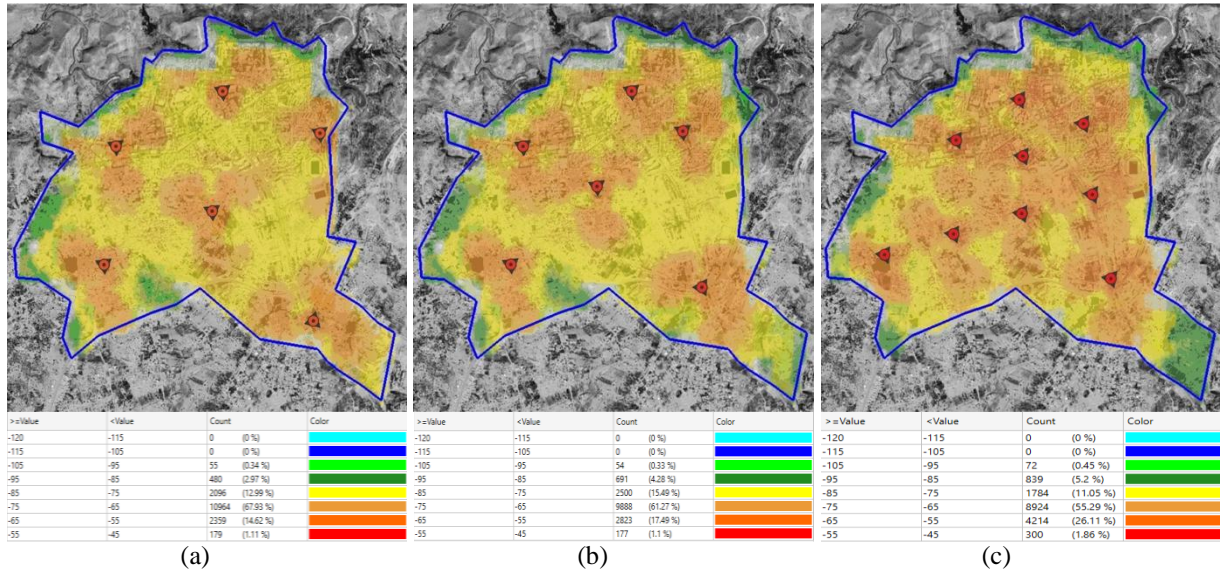 >=Value <Value Count Color
-120 -115 0 (0 %)
-115 -105 0 (0 %)
-105 -95 55 (0.34 %)
-95 -85 480 (2.97 %)
-85 -75 2096 (12.99 %)
-75 -65 10964 (67.93 %)
-65 -55 2359 (14.62 %)
-55 -45 179 (1.11 %)
(a)
>=Value <Value Count Color
-120 -115 0 (0 %)
-115 -105 0 (0 %)
-105 -95 54 (0.33 %)
-95 -85 691 (4.28 %)
-85 -75 2500 (15.49 %)
-75 -65 9888 (61.27 %)
-65 -55 2823 (17.49 %)
-55 -45 177 (1.1 %)
(b)
>=Value <Value Count Color
-120 -115 0 (0 %)
-115 -105 0 (0 %)
-105 -95 72 (0.45 %)
-95 -85 839 (5.2 %)
-85 -75 1784 (11.05 %)
-75 -65 8924 (55.29 %)
-65 -55 4214 (26.11 %)
-55 -45 300 (1.86 %)
(c)